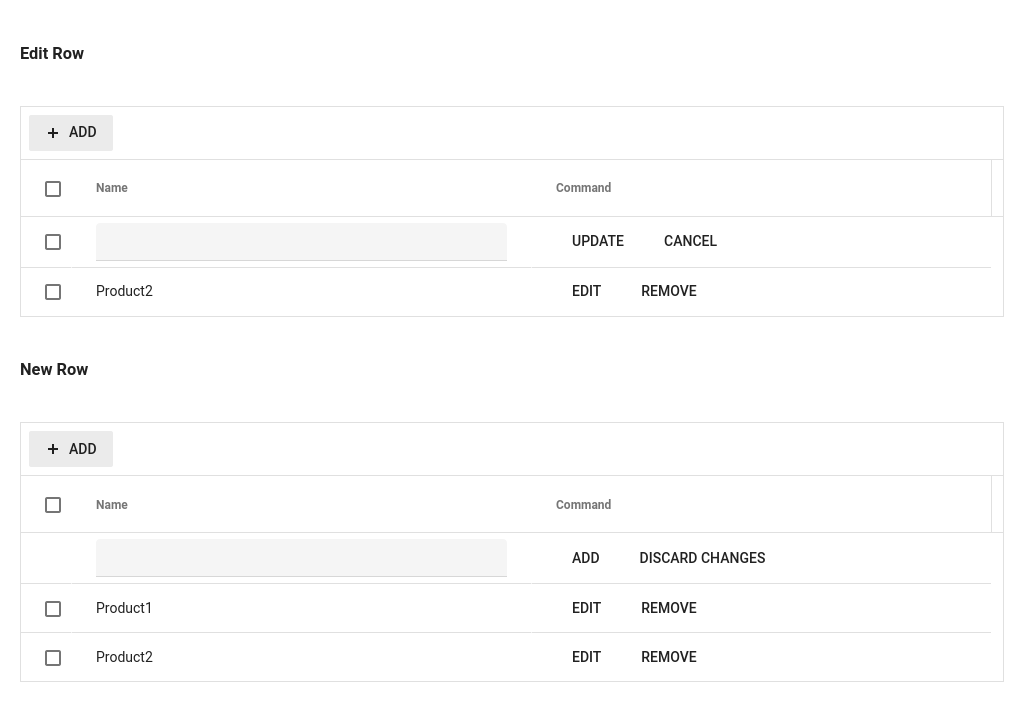 Edit Row
+ ADD
Name Command
UPDATE CANCEL
Product2 EDIT REMOVE
New Row
+ ADD
Name Command
ADD DISCARD CHANGES
Product1 EDIT REMOVE
Product2 EDIT REMOVE